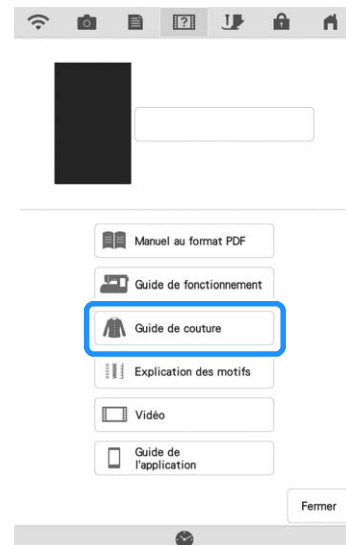 Manuel au format PDF
Guide de fonctionnement
Guide de couture
Explication des motifs
Vidéo
Guide de
l'application
Fermer